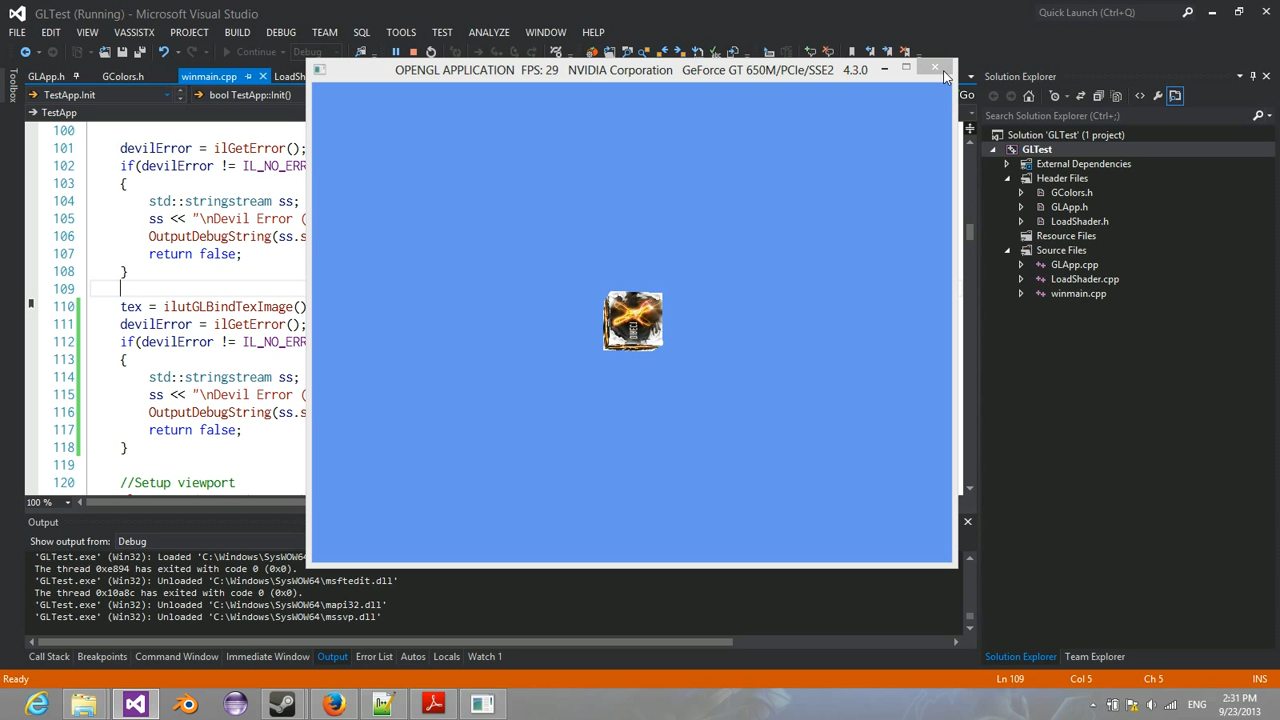 GLTest (Running) - Microsoft Visual Studio
Quick Launch (Ctrl+Q)
FILE EDIT VIEW VASSISTX PROJECT BUILD DEBUG TEAM SQL TOOLS TEST ANALYZE WINDOW HELP
Continue Debug
GLApp.h GColors.h winmain.cpp LoadSh
OPENGL APPLICATION FPS: 29 NVIDIA Corporation GeForce GT 650M/PCIe/SSE2 4.3.0
TestApp.Init bool TestApp::Init() Go
TestApp
100
101 devilError = ilGetError();
102 if(devilError != IL_NO_ERR
103 {
104 std::stringstream ss;
105 ss << "\nDevil Error (
106 OutputDebugString(ss.s
107 return false;
108 }
109
110 tex = ilutGLBindTexImage()
111 devilError = ilGetError();
112 if(devilError != IL_NO_ERR
113 {
114 std::stringstream ss;
115 ss << "\nDevil Error (
116 OutputDebugString(ss.s
117 return false;
118 }
119
120 //Setup viewport
100 %
Toolbox
Solution Explorer
Search Solution Explorer (Ctrl+;)
Solution 'GLTest' (1 project)
GLTest
External Dependencies
Header Files
GColors.h
GLApp.h
LoadShader.h
Resource Files
Source Files
GLApp.cpp
LoadShader.cpp
winmain.cpp
Output
Show output from: Debug
'GLTest.exe' (Win32): Loaded 'C:\Windows\SysWOW64\
The thread 0xe894 has exited with code 0 (0x0).
'GLTest.exe' (Win32): Unloaded 'C:\Windows\SysWOW64\msftedit.dll'
The thread 0x10a8c has exited with code 0 (0x0).
'GLTest.exe' (Win32): Unloaded 'C:\Windows\SysWOW64\mapi32.dll'
'GLTest.exe' (Win32): Unloaded 'C:\Windows\SysWOW64\mssvp.dll'
Call Stack Breakpoints Command Window Immediate Window Output Error List Autos Locals Watch 1
Solution Explorer Team Explorer
Ready Ln 109 Col 5 Ch 5 INS
ENG 2:31 PM
9/23/2013